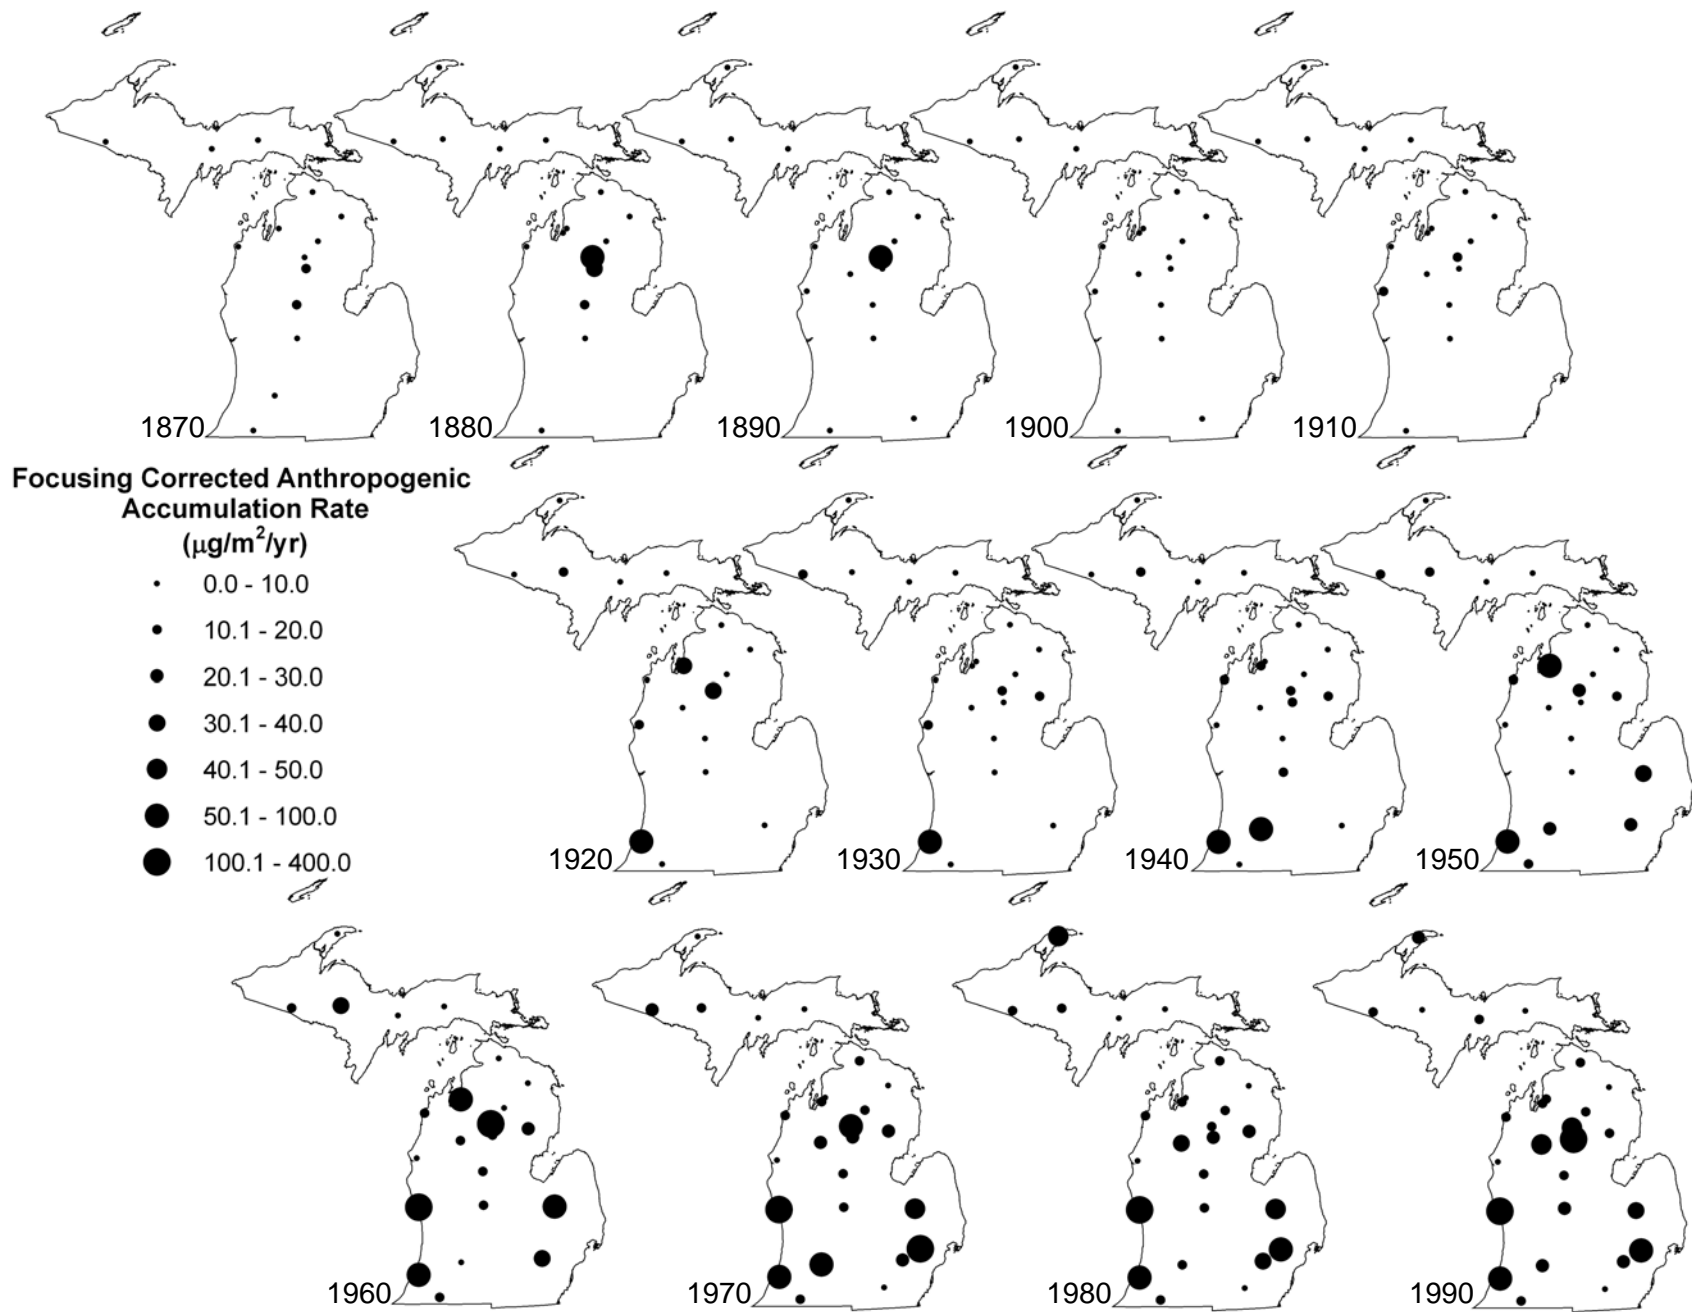 1870
1880
1890
1900
1910
Focusing Corrected Anthropogenic
Accumulation Rate
(µg/m²/yr)
0.0 - 10.0
10.1 - 20.0
20.1 - 30.0
30.1 - 40.0
40.1 - 50.0
50.1 - 100.0
100.1 - 400.0
1920
1930
1940
1950
1960
1970
1980
1990